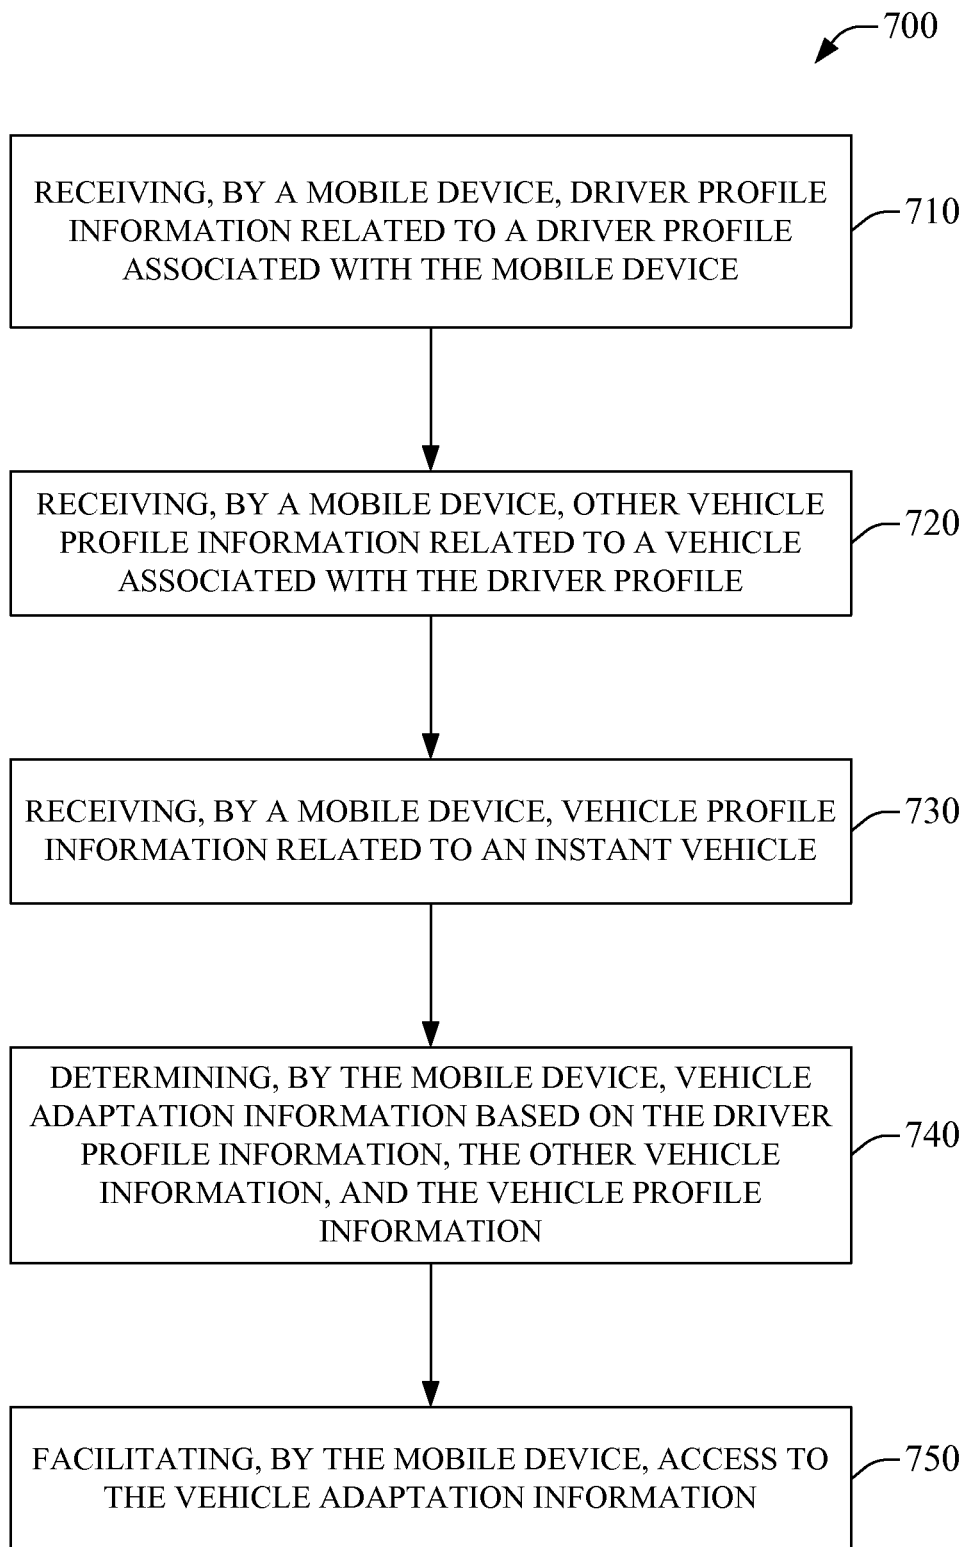 700
RECEIVING, BY A MOBILE DEVICE, DRIVER PROFILE
INFORMATION RELATED TO A DRIVER PROFILE
ASSOCIATED WITH THE MOBILE DEVICE
710
RECEIVING, BY A MOBILE DEVICE, OTHER VEHICLE
PROFILE INFORMATION RELATED TO A VEHICLE
ASSOCIATED WITH THE DRIVER PROFILE
720
RECEIVING, BY A MOBILE DEVICE, VEHICLE PROFILE
INFORMATION RELATED TO AN INSTANT VEHICLE
730
DETERMINING, BY THE MOBILE DEVICE, VEHICLE
ADAPTATION INFORMATION BASED ON THE DRIVER
PROFILE INFORMATION, THE OTHER VEHICLE
INFORMATION, AND THE VEHICLE PROFILE
INFORMATION
740
FACILITATING, BY THE MOBILE DEVICE, ACCESS TO
THE VEHICLE ADAPTATION INFORMATION
750